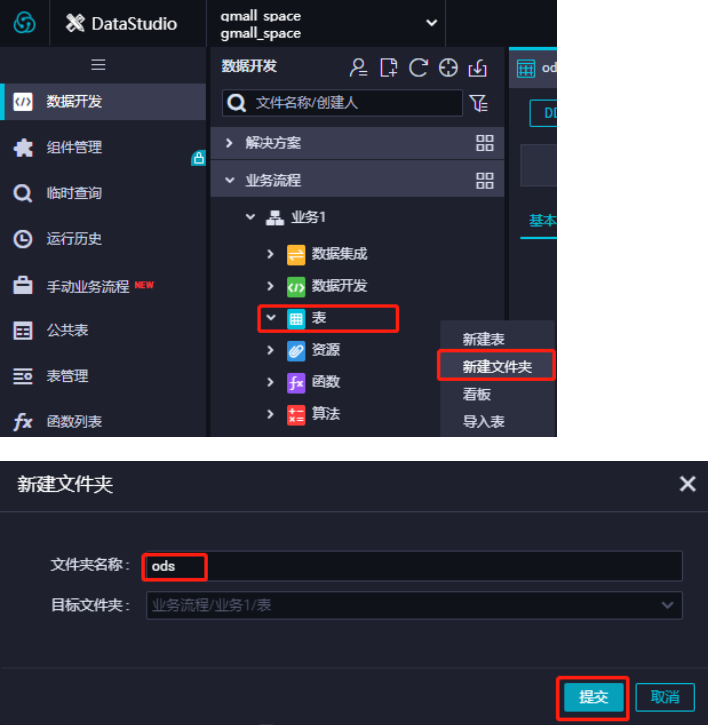 DataStudio
gmall_space
gmall_space
数据开发
组件管理
临时查询
运行历史
手动业务流程 NEW
公共表
表管理
fx 函数列表
数据开发
文件名称/创建人
解决方案
业务流程
业务1
数据集成
数据开发
表
资源
函数
算法
od
DD
基本
新建表
新建文件夹
看板
导入表
新建文件夹
文件夹名称：ods
目标文件夹：业务流程/业务1/表
提交 取消